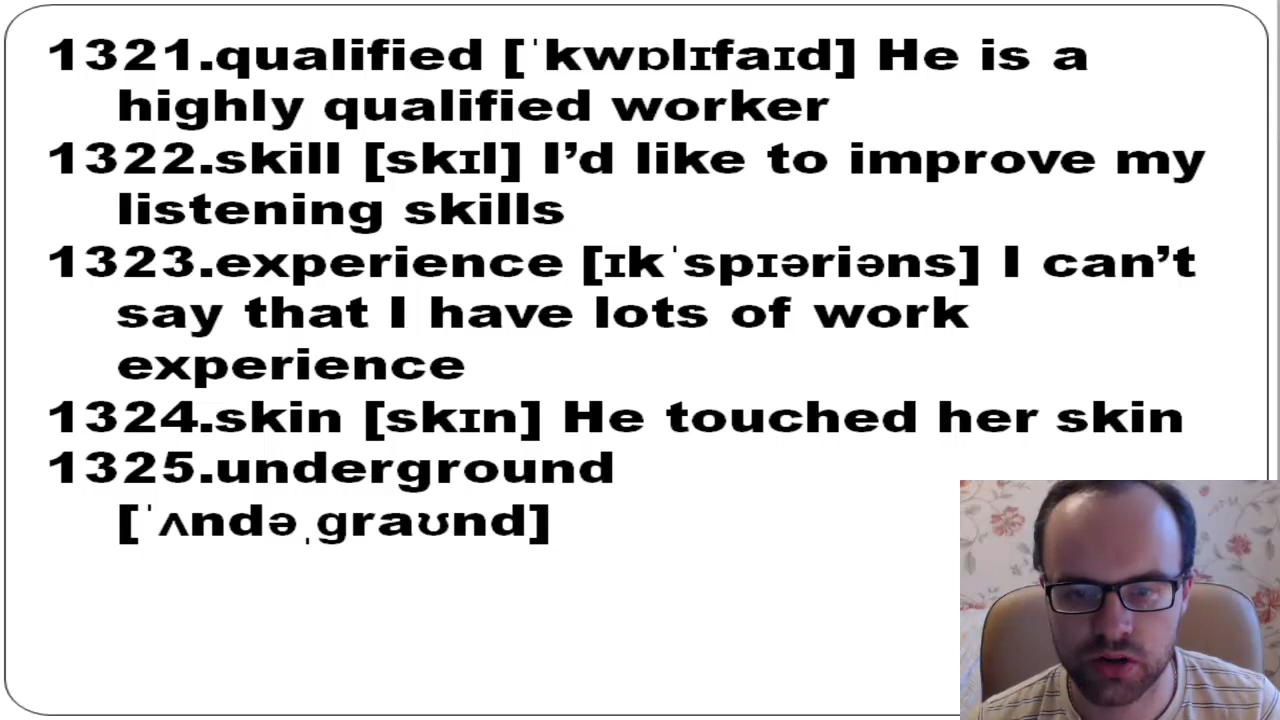 1321.qualified [ˈkwɒlɪfaɪd] He is a
highly qualified worker
1322.skill [skɪl] I’d like to improve my
listening skills
1323.experience [ɪkˈspɪəriəns] I can’t
say that I have lots of work
experience
1324.skin [skɪn] He touched her skin
1325.underground
[ˈʌndəˌɡraʊnd]